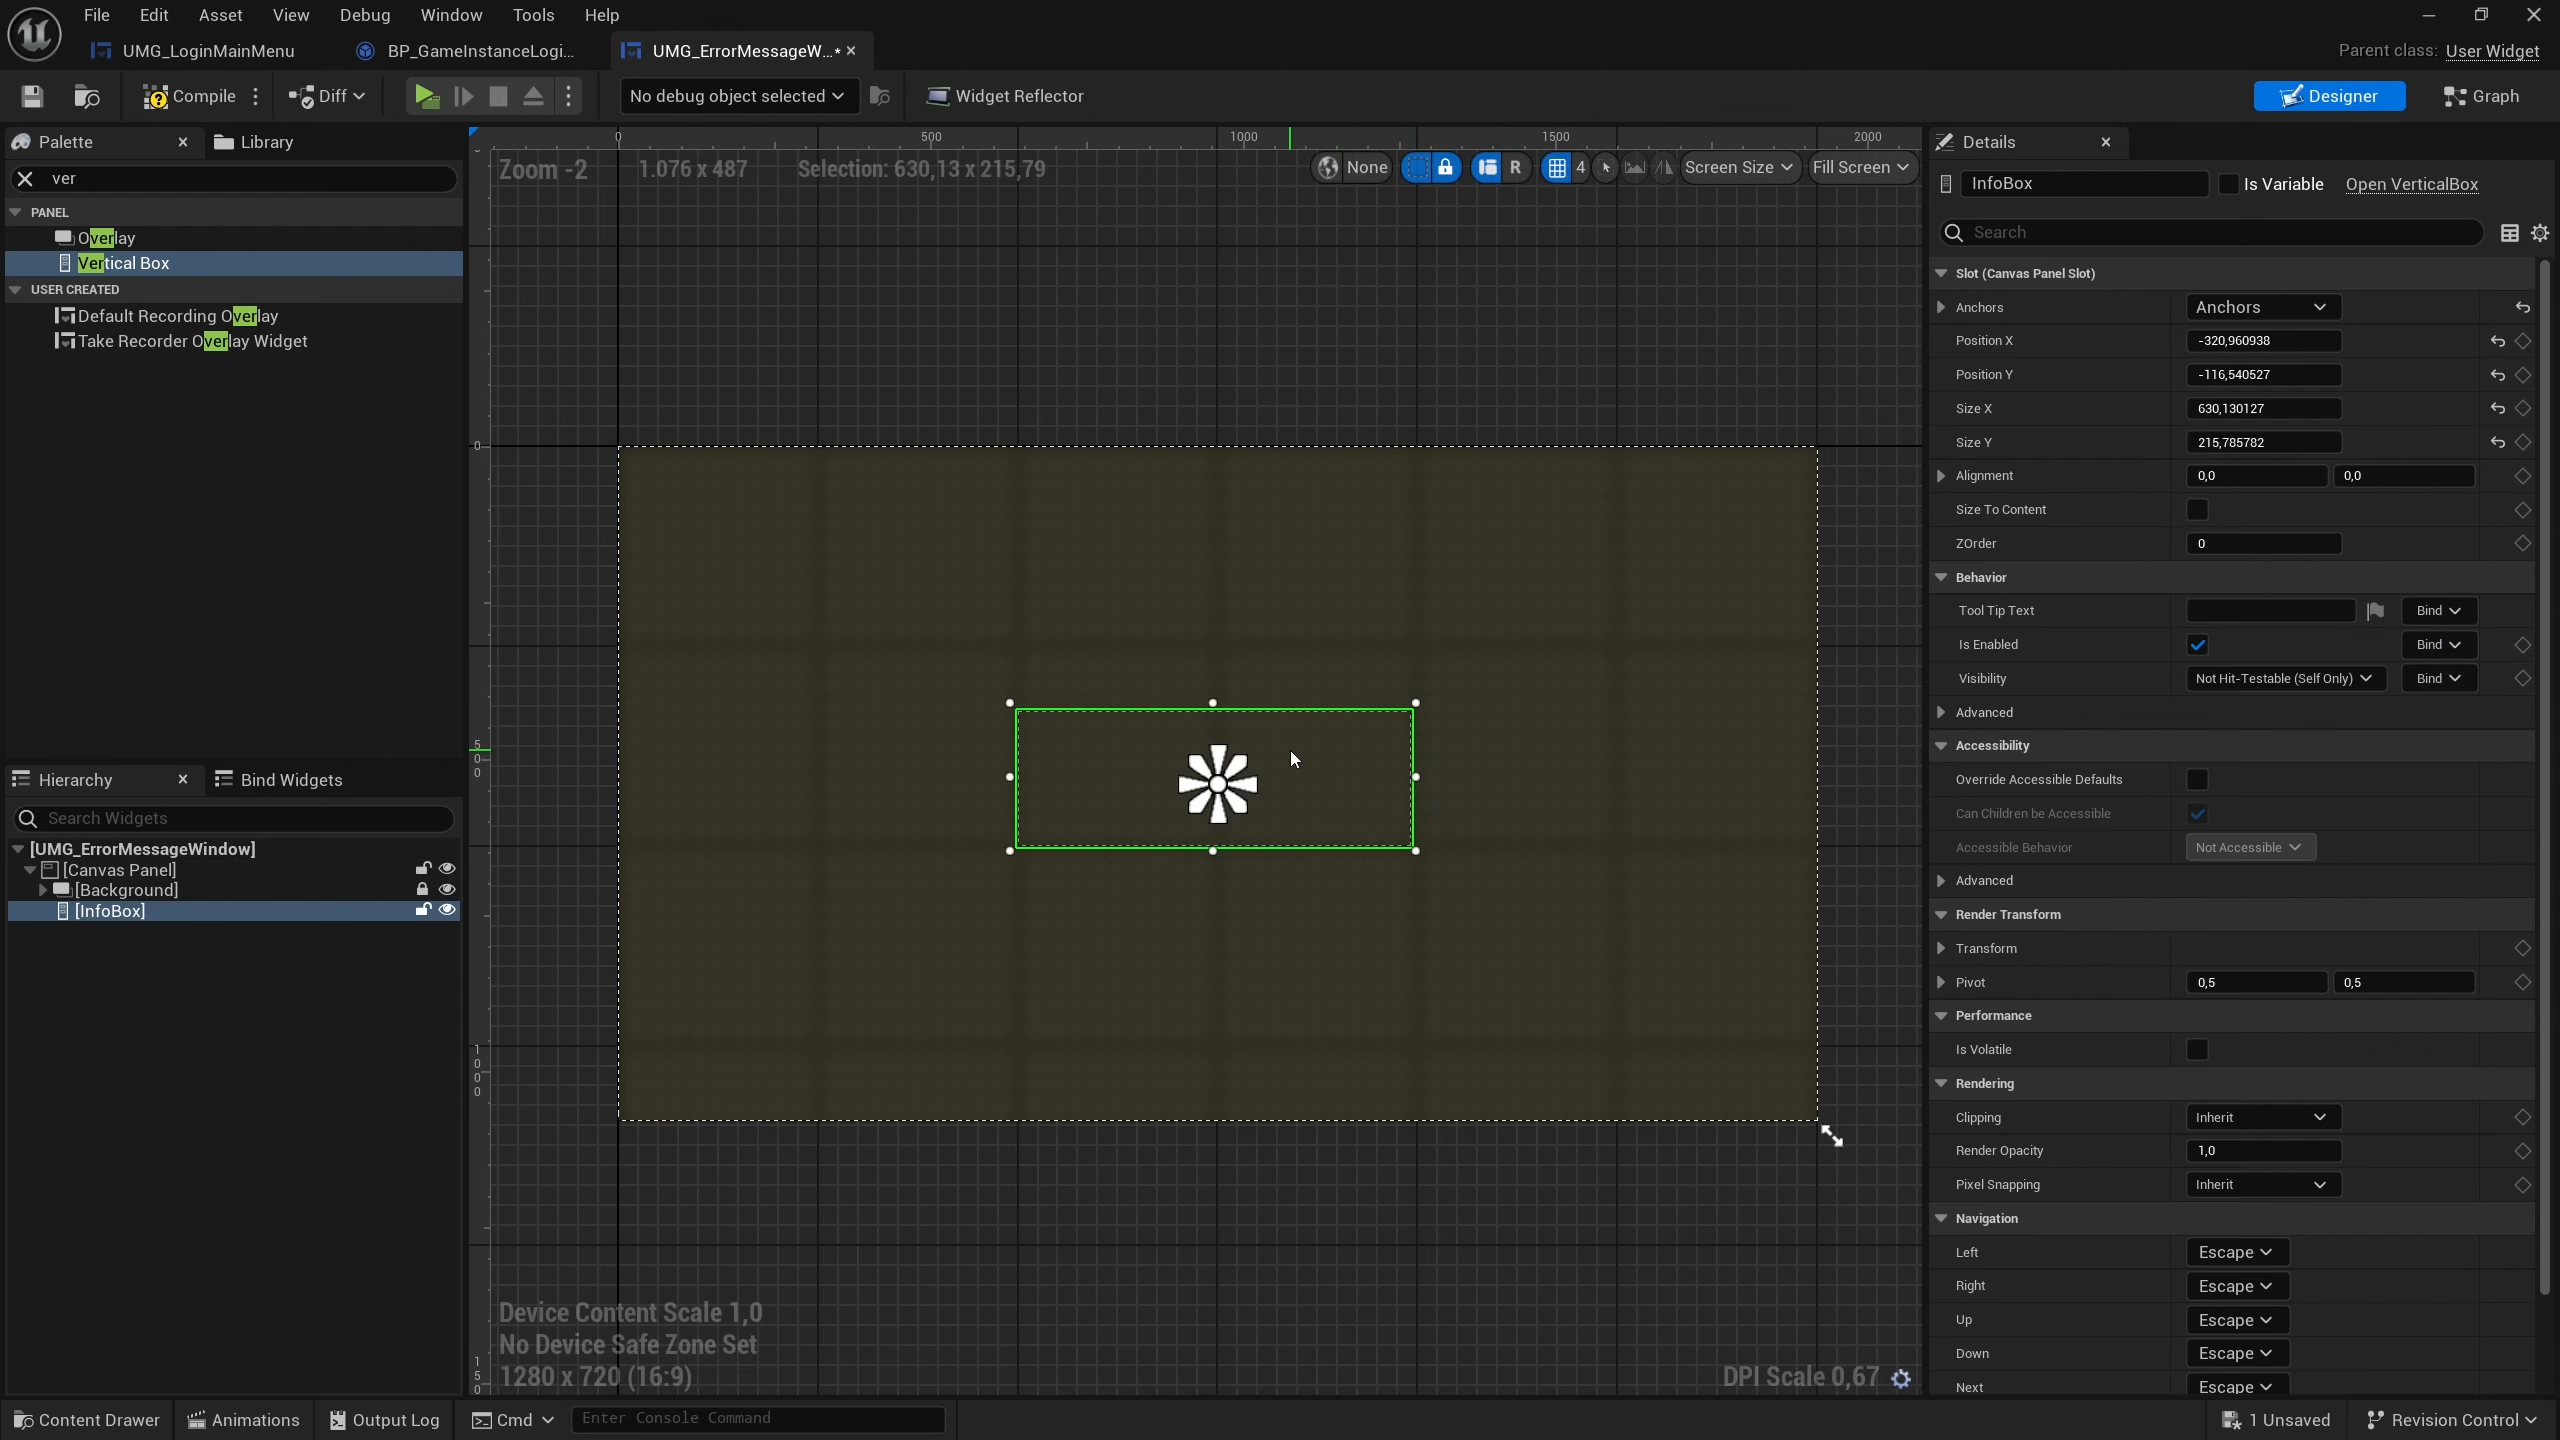 File Edit Asset View Debug Window Tools Help
UMG_LoginMainMenu BP_GameInstanceLogi... UMG_ErrorMessageW...* Parent class: User Widget
Compile Diff No debug object selected Widget Reflector Designer Graph
Palette Library
ver
PANEL
Overlay
Vertical Box
USER CREATED
Default Recording Overlay
Take Recorder Overlay Widget
Hierarchy Bind Widgets
Search Widgets
[UMG_ErrorMessageWindow]
[Canvas Panel]
[Background]
[InfoBox]
0 500 1000 1500 2000
Zoom -2 1.076 x 487 Selection: 630,13 x 215,79 None R 4 Screen Size Fill Screen
0
500
1000
150
Device Content Scale 1,0
No Device Safe Zone Set
1280 x 720 (16:9) DPI Scale 0,67
Details
InfoBox Is Variable Open VerticalBox
Search
Slot (Canvas Panel Slot)
Anchors Anchors
Position X -320,960938
Position Y -116,540527
Size X 630,130127
Size Y 215,785782
Alignment 0,0 0,0
Size To Content
ZOrder 0
Behavior
Tool Tip Text Bind
Is Enabled Bind
Visibility Not Hit-Testable (Self Only) Bind
Advanced
Accessibility
Override Accessible Defaults
Can Children be Accessible
Accessible Behavior Not Accessible
Advanced
Render Transform
Transform
Pivot 0,5 0,5
Performance
Is Volatile
Rendering
Clipping Inherit
Render Opacity 1,0
Pixel Snapping Inherit
Navigation
Left Escape
Right Escape
Up Escape
Down Escape
Next Escape
Content Drawer Animations Output Log Cmd Enter Console Command 1 Unsaved Revision Control